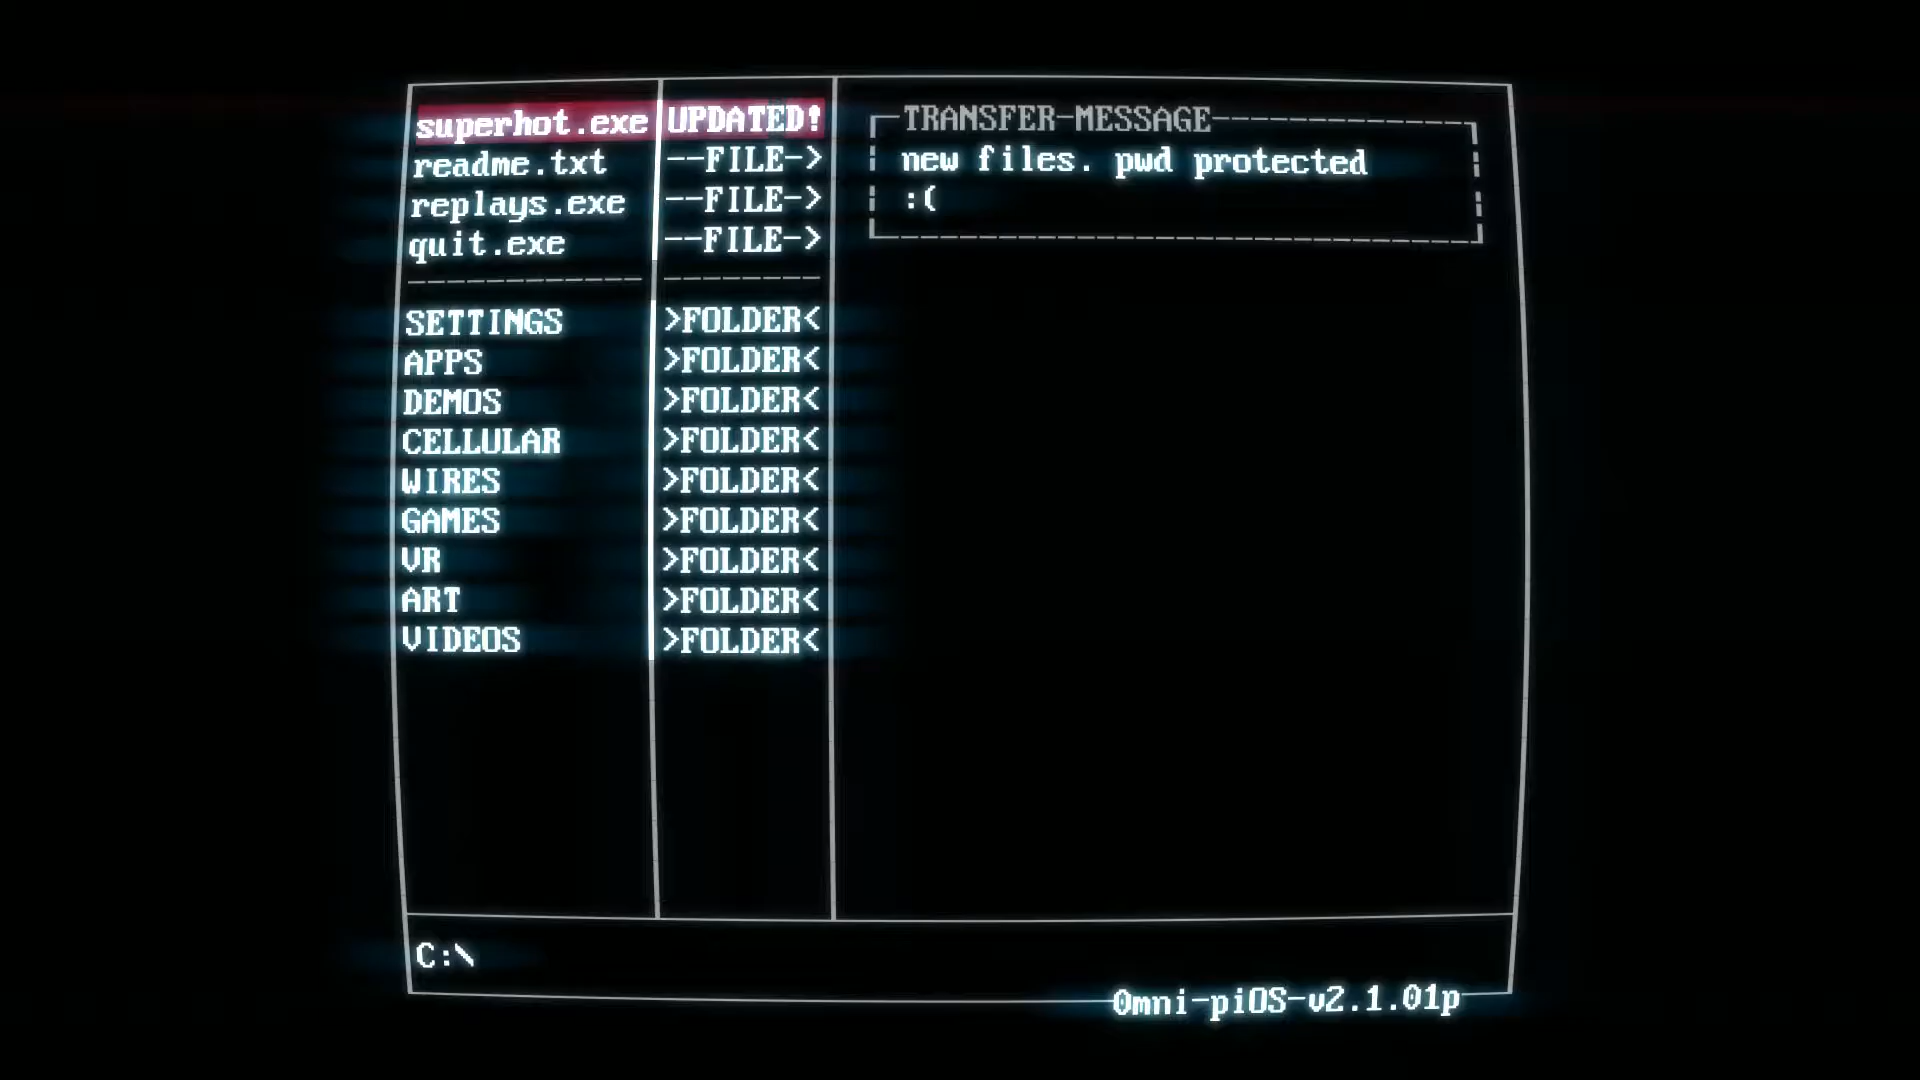 superhot.exe UPDATED!
readme.txt --FILE->
replays.exe --FILE->
quit.exe --FILE->
SETTINGS >FOLDER<
APPS >FOLDER<
DEMOS >FOLDER<
CELLULAR >FOLDER<
WIRES >FOLDER<
GAMES >FOLDER<
VR >FOLDER<
ART >FOLDER<
VIDEOS >FOLDER<
TRANSFER-MESSAGE
new files. pwd protected
:(
C:\
0mni-piOS-v2.1.01p